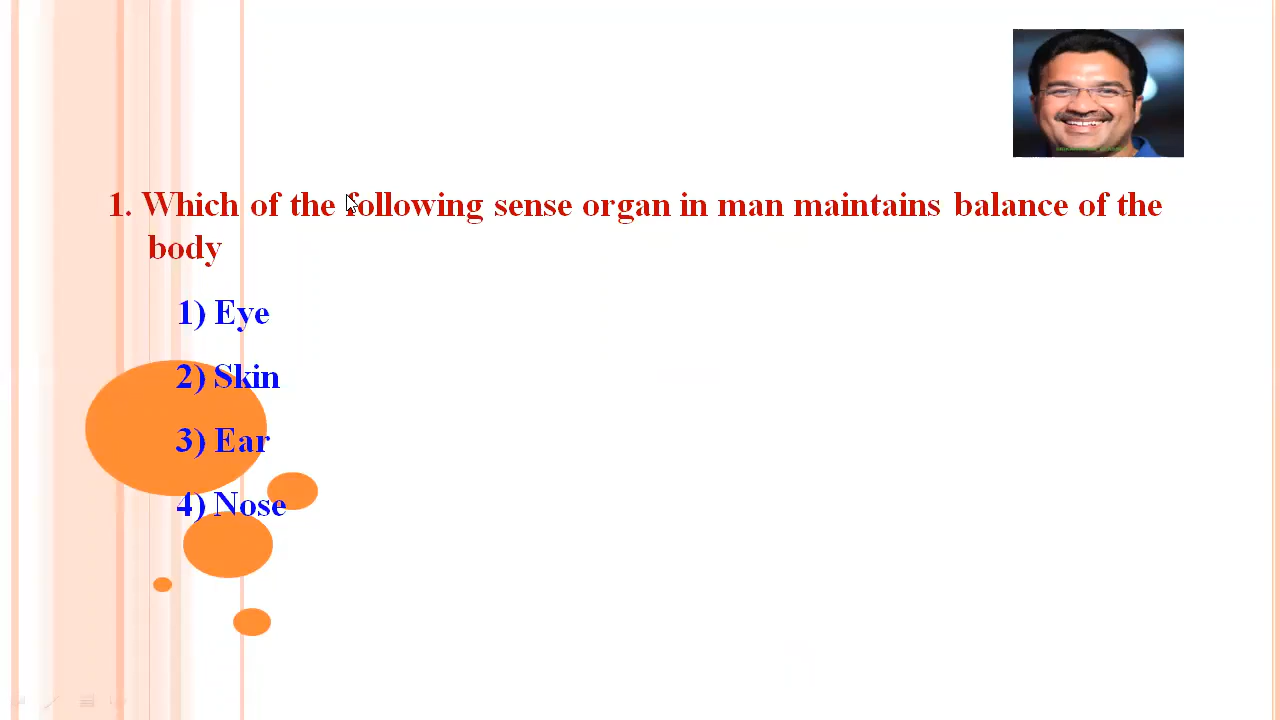 1. Which of the following sense organ in man maintains balance of the
body
1) Eye
2) Skin
3) Ear
4) Nose